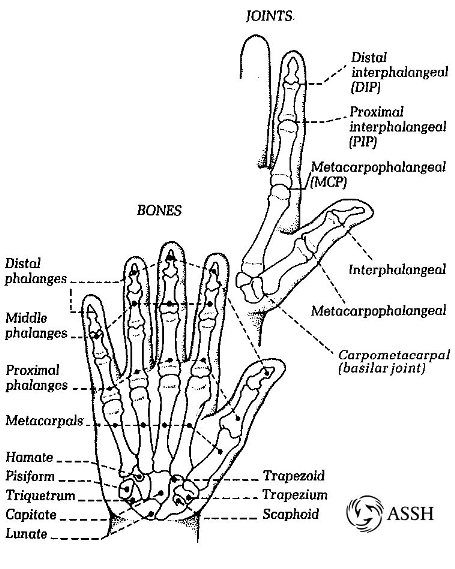 JOINTS
Distal
interphalangeal
(DIP)
Proximal
interphalangeal
(PIP)
Metacarpophalangeal
(MCP)
Interphalangeal
Metacarpophalangeal
Carpometacarpal
(basilar joint)
BONES
Distal
phalanges
Middle
phalanges
Proximal
phalanges
Metacarpals
Hamate
Pisiform
Triquetrum
Capitate
Lunate
Trapezoid
Trapezium
Scaphoid
ASSH